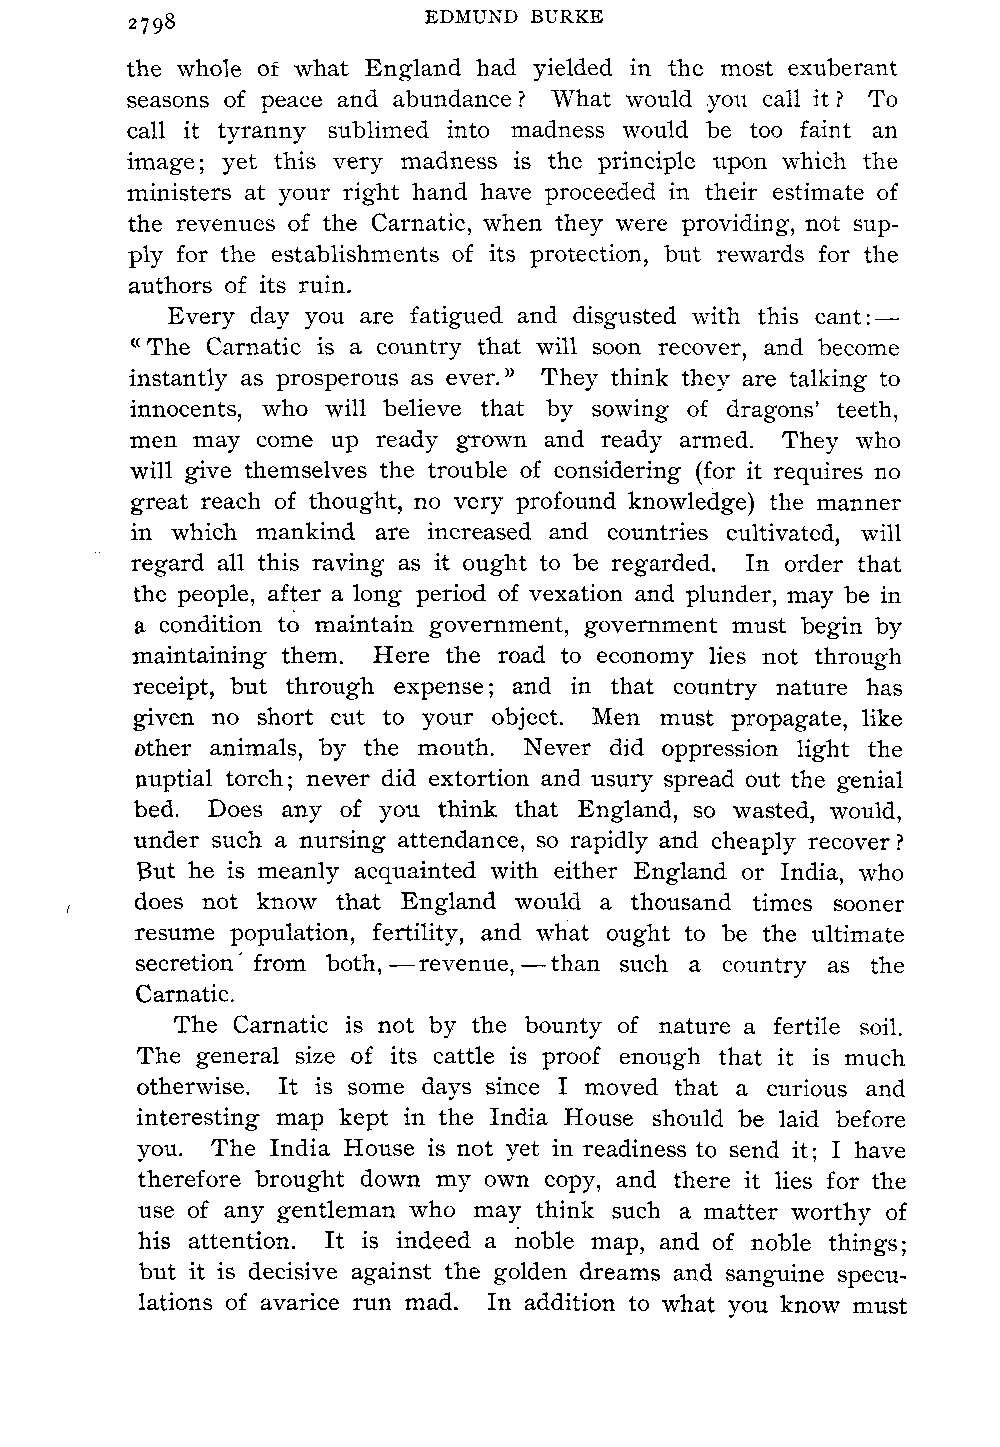 2798
EDMUND BURKE
the whole of what England had yielded in the most exuberant
seasons of peace and abundance? What would you call it? To
call it tyranny sublimed into madness would be too faint an
image; yet this very madness is the principle upon which the
ministers at your right hand have proceeded in their estimate of
the revenues of the Carnatic, when they were providing, not sup-
ply for the establishments of its protection, but rewards for the
authors of its ruin.
Every day you are fatigued and disgusted with this cant:—
“The Carnatic is a country that will soon recover, and become
instantly as prosperous as ever.” They think they are talking to
innocents, who will believe that by sowing of dragons’ teeth,
men may come up ready grown and ready armed. They who
will give themselves the trouble of considering (for it requires no
great reach of thought, no very profound knowledge) the manner
in which mankind are increased and countries cultivated, will
regard all this raving as it ought to be regarded. In order that
the people, after a long period of vexation and plunder, may be in
a condition to maintain government, government must begin by
maintaining them. Here the road to economy lies not through
receipt, but through expense; and in that country nature has
given no short cut to your object. Men must propagate, like
other animals, by the mouth. Never did oppression light the
nuptial torch; never did extortion and usury spread out the genial
bed. Does any of you think that England, so wasted, would,
under such a nursing attendance, so rapidly and cheaply recover?
But he is meanly acquainted with either England or India, who
does not know that England would a thousand times sooner
resume population, fertility, and what ought to be the ultimate
secretion from both,—revenue,—than such a country as the
Carnatic.
The Carnatic is not by the bounty of nature a fertile soil.
The general size of its cattle is proof enough that it is much
otherwise. It is some days since I moved that a curious and
interesting map kept in the India House should be laid before
you. The India House is not yet in readiness to send it; I have
therefore brought down my own copy, and there it lies for the
use of any gentleman who may think such a matter worthy of
his attention. It is indeed a noble map, and of noble things;
but it is decisive against the golden dreams and sanguine specu-
lations of avarice run mad. In addition to what you know must